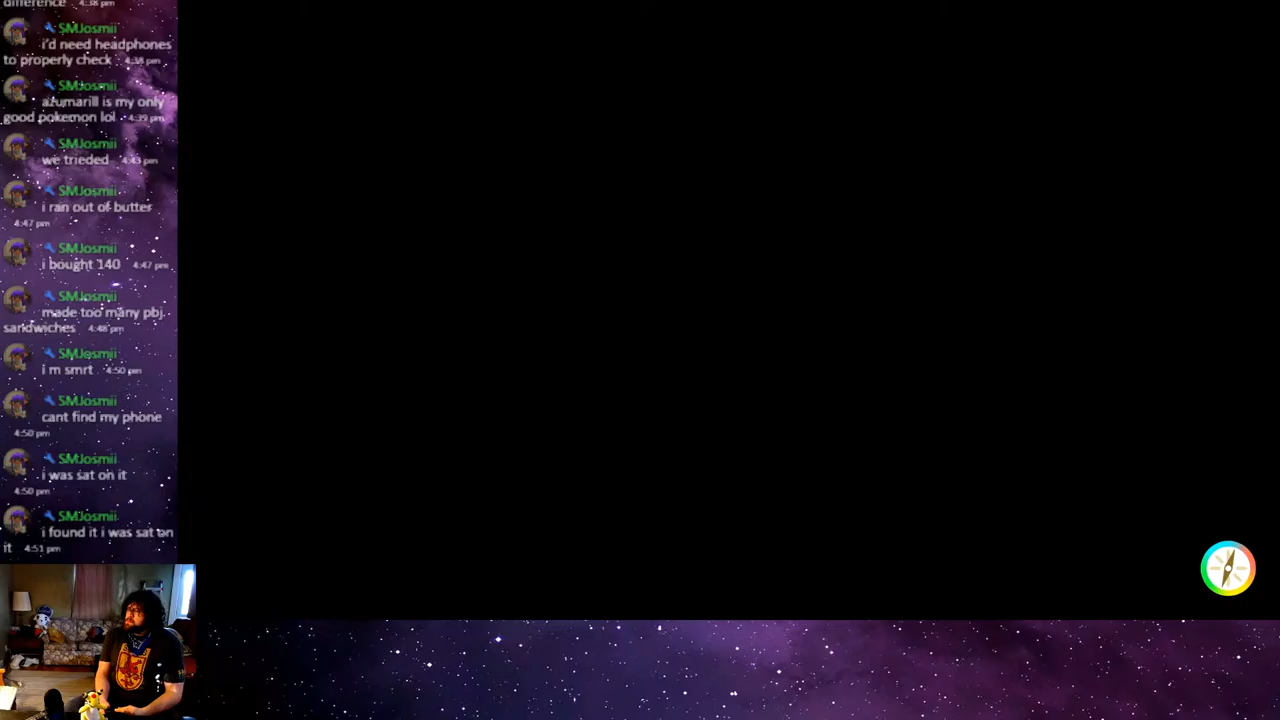 difference 4:38 pm
SMJosmii
i'd need headphones
to properly check 4:38 pm
SMJosmii
azumarill is my only
good pokemon lol 4:39 pm
SMJosmii
we trieded 4:43 pm
SMJosmii
i ran out of butter
4:47 pm
SMJosmii
i bought 140 4:47 pm
SMJosmii
made too many pbj
sandwiches 4:48 pm
SMJosmii
i m smrt 4:50 pm
SMJosmii
cant find my phone
4:50 pm
SMJosmii
i was sat on it
4:50 pm
SMJosmii
i found it i was sat on
it 4:51 pm